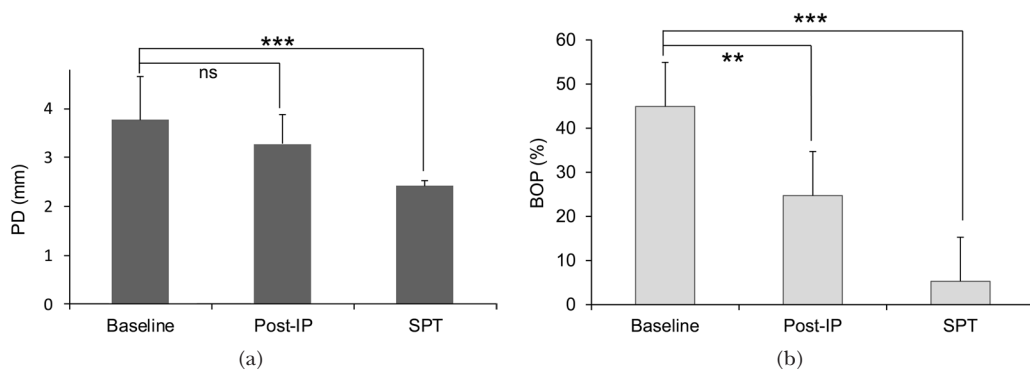 ***
ns
4
3
2
1
0
PD (mm)
Baseline Post-IP SPT
(a)
***
**
60
50
40
30
20
10
0
BOP (%)
Baseline Post-IP SPT
(b)